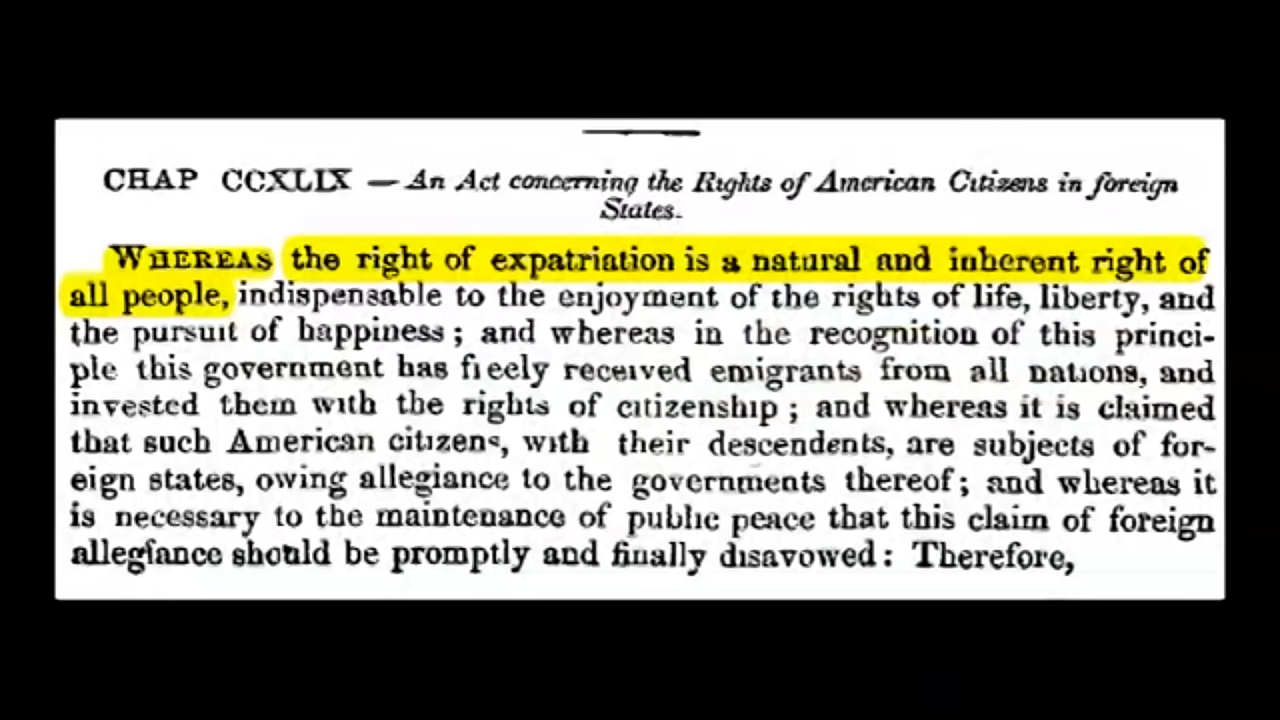 CHAP CCXLIX — An Act concerning the Rights of American Citizens in foreign
States.
WHEREAS the right of expatriation is a natural and inherent right of
all people, indispensable to the enjoyment of the rights of life, liberty, and
the pursuit of happiness; and whereas in the recognition of this princi-
ple this government has freely received emigrants from all nations, and
invested them with the rights of citizenship; and whereas it is claimed
that such American citizens, with their descendents, are subjects of for-
eign states, owing allegiance to the governments thereof; and whereas it
is necessary to the maintenance of public peace that this claim of foreign
allegiance should be promptly and finally disavowed: Therefore,